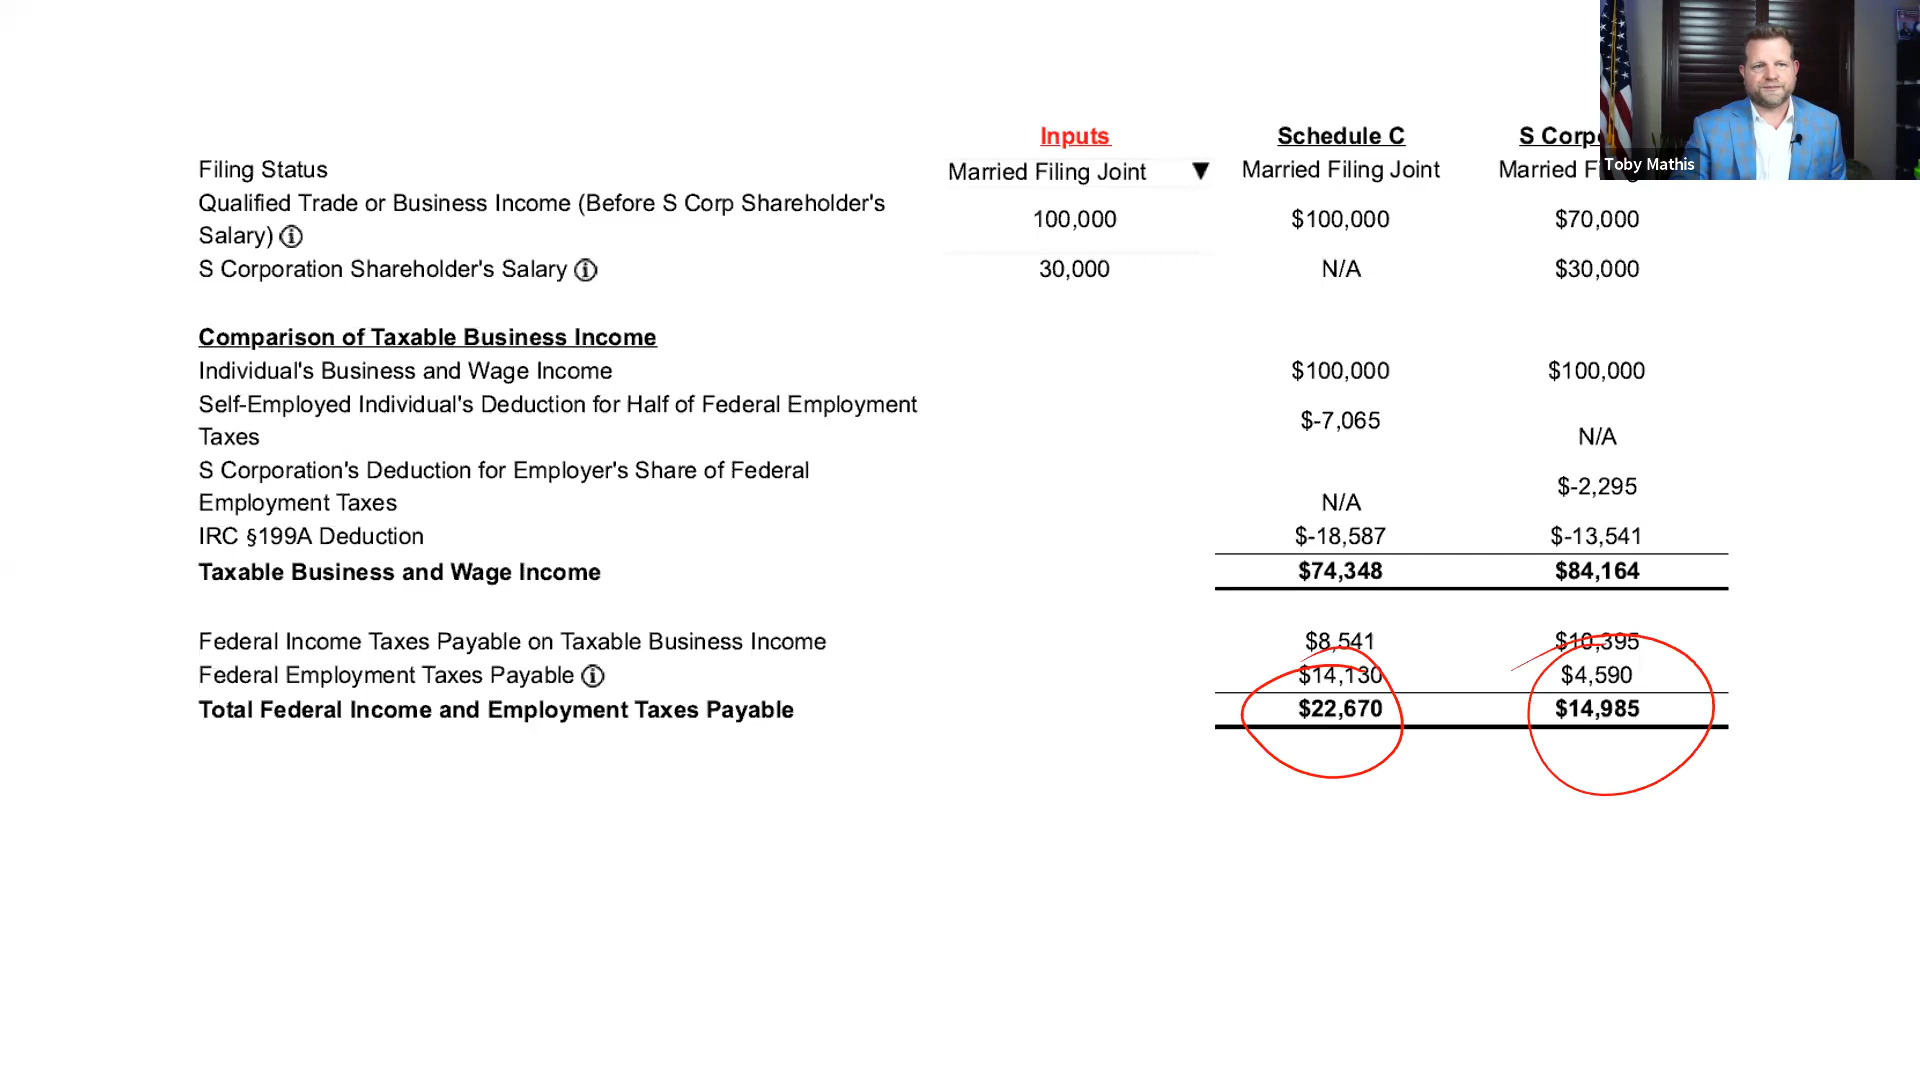 Inputs Schedule C S Corp
Filing Status Married Filing Joint ▼ Married Filing Joint Married
Toby Mathis
Qualified Trade or Business Income (Before S Corp Shareholder's
Salary) ⓘ 100,000 $100,000 $70,000
S Corporation Shareholder's Salary ⓘ 30,000 N/A $30,000
Comparison of Taxable Business Income
Individual's Business and Wage Income $100,000 $100,000
Self-Employed Individual's Deduction for Half of Federal Employment
Taxes $-7,065 N/A
S Corporation's Deduction for Employer's Share of Federal
Employment Taxes N/A $-2,295
IRC §199A Deduction $-18,587 $-13,541
Taxable Business and Wage Income $74,348 $84,164
Federal Income Taxes Payable on Taxable Business Income $8,541 $10,395
Federal Employment Taxes Payable ⓘ $14,130 $4,590
Total Federal Income and Employment Taxes Payable $22,670 $14,985